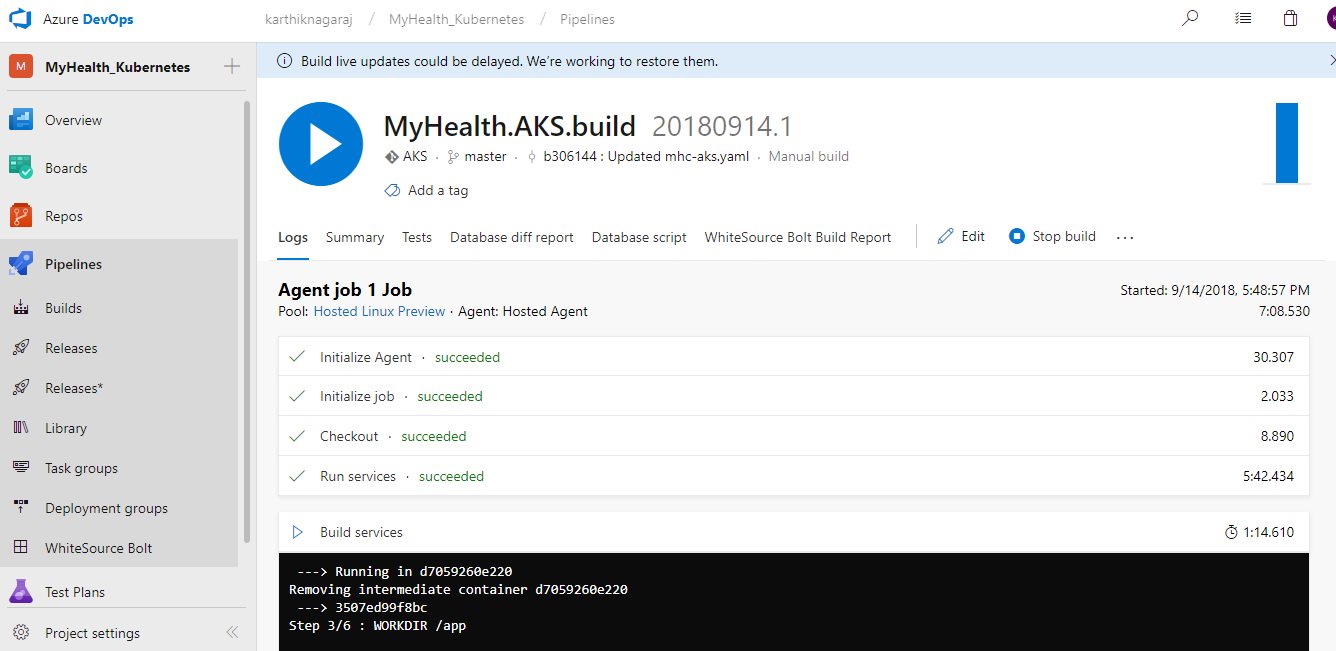 Azure DevOps
karthiknagaraj / MyHealth_Kubernetes / Pipelines
M MyHealth_Kubernetes
Overview
Boards
Repos
Pipelines
Builds
Releases
Releases*
Library
Task groups
Deployment groups
WhiteSource Bolt
Test Plans
Project settings
Build live updates could be delayed. We're working to restore them.
MyHealth.AKS.build 20180914.1
AKS · master · b306144 : Updated mhc-aks.yaml · Manual build
Add a tag
Logs Summary Tests Database diff report Database script WhiteSource Bolt Build Report Edit Stop build ...
Agent job 1 Job
Started: 9/14/2018, 5:48:57 PM
Pool: Hosted Linux Preview · Agent: Hosted Agent
7:08.530
Initialize Agent · succeeded 30.307
Initialize job · succeeded 2.033
Checkout · succeeded 8.890
Run services · succeeded 5:42.434
Build services 1:14.610
---> Running in d7059260e220
Removing intermediate container d7059260e220
---> 3507ed99f8bc
Step 3/6 : WORKDIR /app